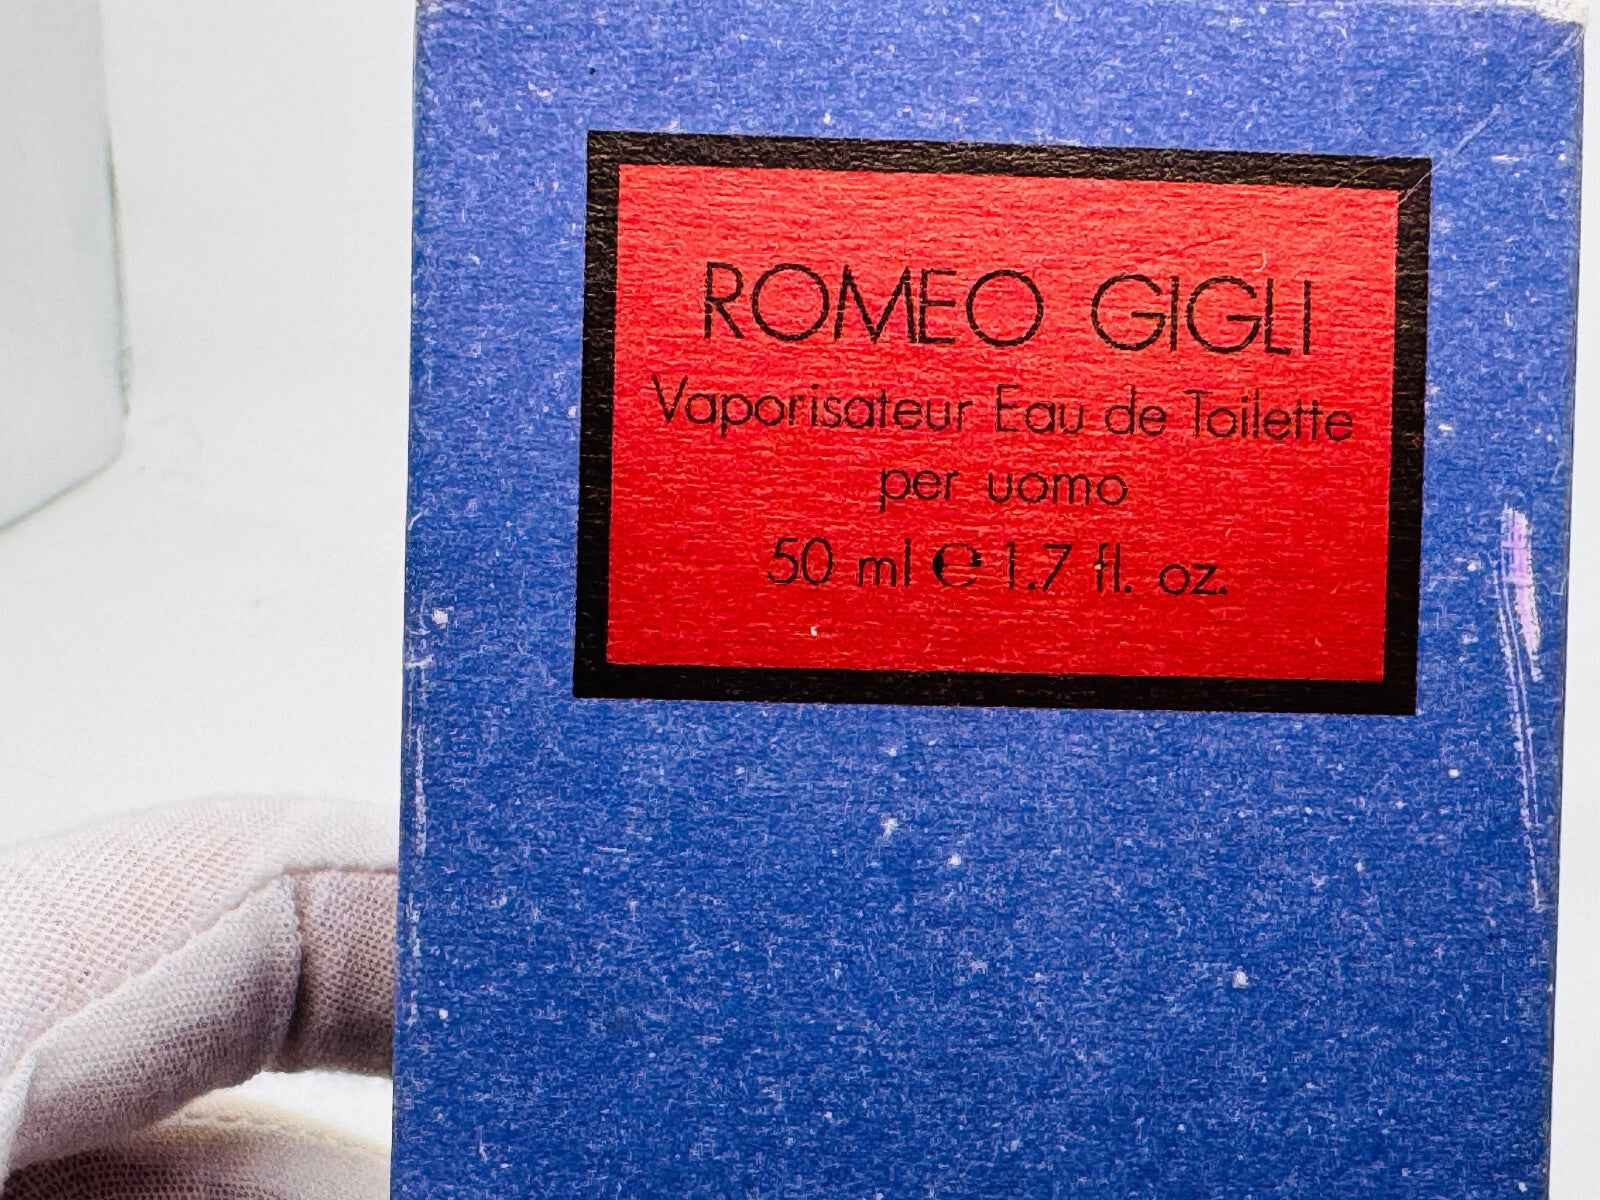 ROMEO GIGLI
Vaporisateur Eau de Toilette
per uomo
50 ml ℮ 1.7 fl. oz.